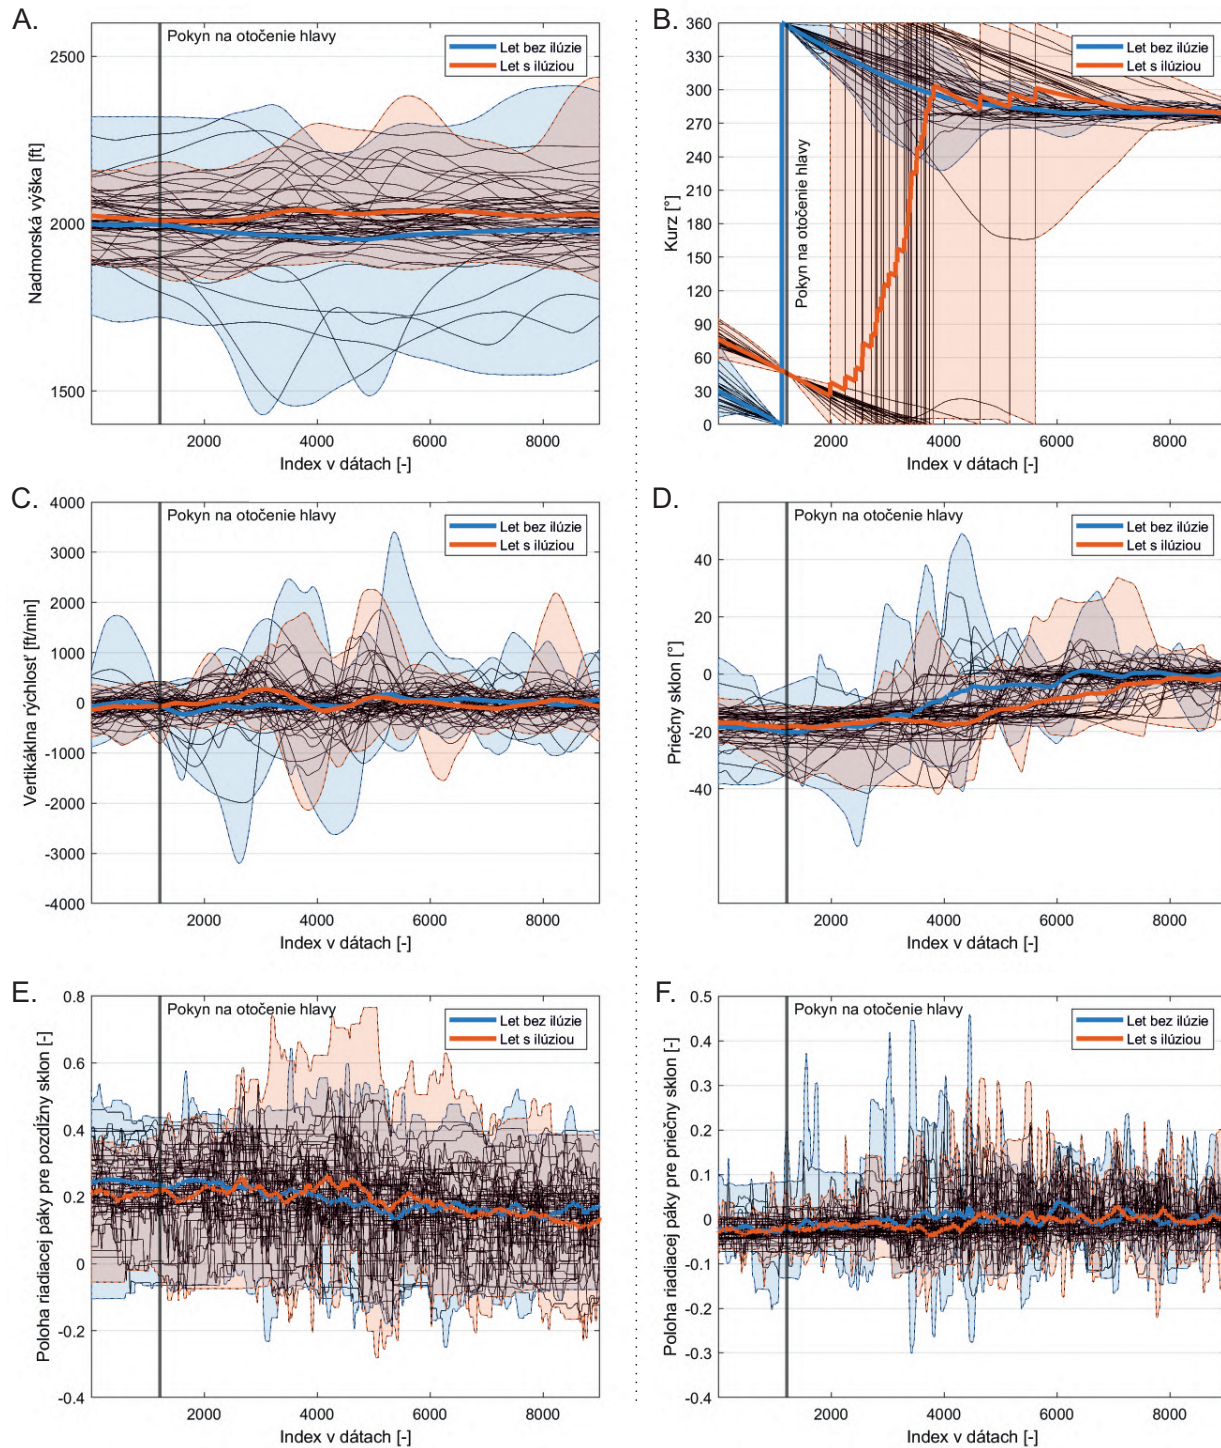 A.
Pokyn na otočenie hlavy
Let bez ilúzie
Let s ilúziou
2500
2000
1500
Nadmorská výška [ft]
2000 4000 6000 8000
Index v dátach [-]
B.
Pokyn na otočenie hlavy
Let bez ilúzie
Let s ilúziou
360
330
300
270
240
210
180
150
120
90
60
30
0
Kurz [°]
2000 4000 6000 8000
Index v dátach [-]
C.
Pokyn na otočenie hlavy
Let bez ilúzie
Let s ilúziou
4000
3000
2000
1000
0
-1000
-2000
-3000
-4000
Vertikálna rýchlosť [ft/min]
2000 4000 6000 8000
Index v dátach [-]
D.
Pokyn na otočenie hlavy
Let bez ilúzie
Let s ilúziou
40
20
0
-20
-40
Priečny sklon [°]
2000 4000 6000 8000
Index v dátach [-]
E.
Pokyn na otočenie hlavy
Let bez ilúzie
Let s ilúziou
0.8
0.6
0.4
0.2
0
-0.2
-0.4
Poloha riadiacej páky pre pozdĺžny sklon [-]
2000 4000 6000 8000
Index v dátach [-]
F.
Pokyn na otočenie hlavy
Let bez ilúzie
Let s ilúziou
0.5
0.4
0.3
0.2
0.1
0
-0.1
-0.2
-0.3
-0.4
Poloha riadiacej páky pre priečny sklon [-]
2000 4000 6000 8000
Index v dátach [-]